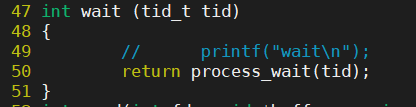 47 int wait (tid_t tid)
48 {
49         //      printf("wait\n");
50         return process_wait(tid);
51 }